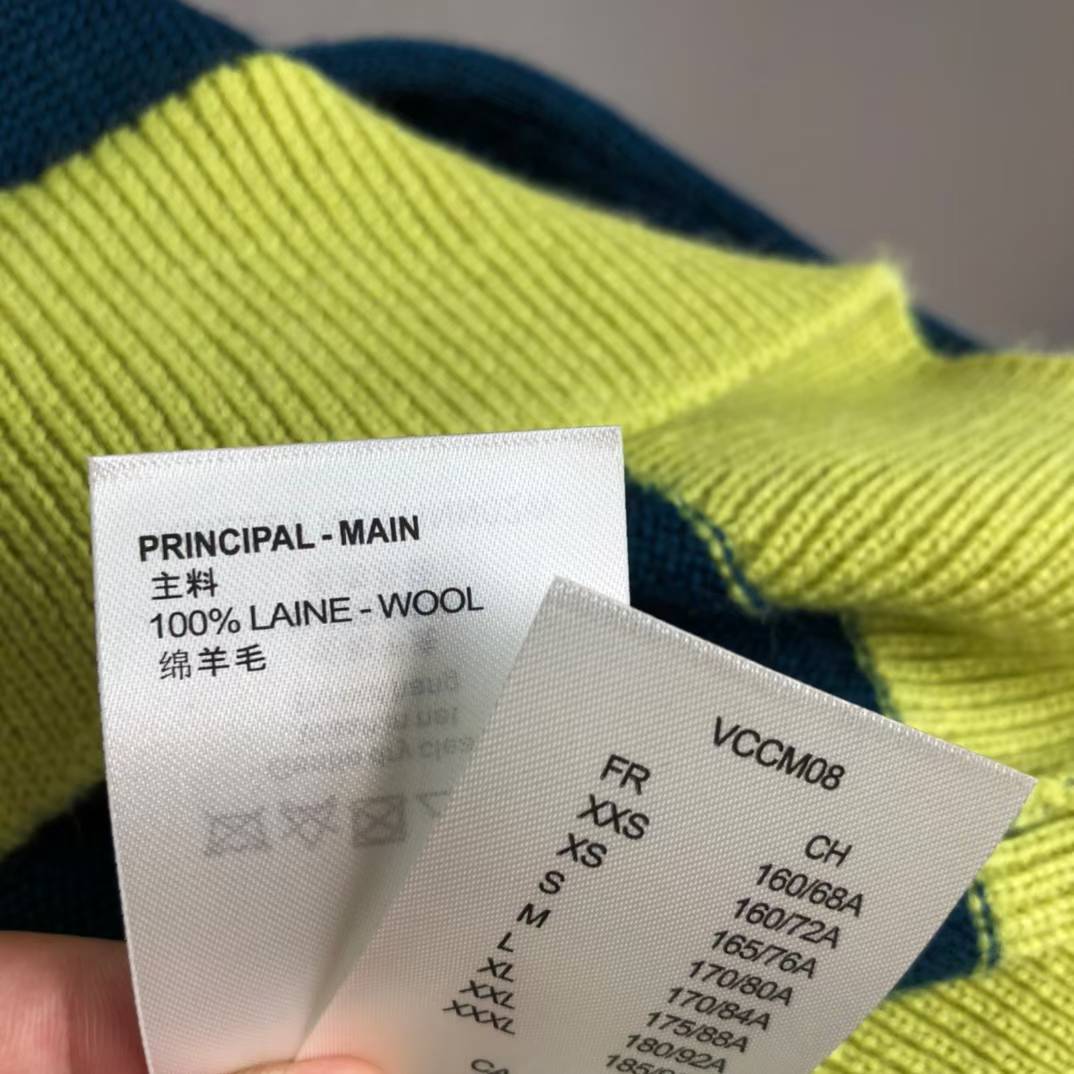 PRINCIPAL - MAIN
主料
100% LAINE - WOOL
绵羊毛
VCCM08
FR CH
XXS 160/68A
XS 160/72A
S 165/76A
M 170/80A
L 170/84A
XL 175/88A
XXL 180/92A
XXXL